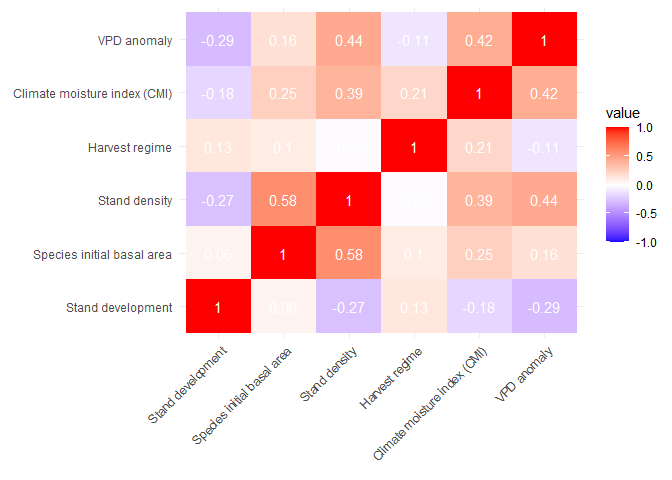 VPD anomaly -0.29 0.16 0.44 -0.11 0.42 1
Climate moisture index (CMI) -0.18 0.25 0.39 0.21 1 0.42
Harvest regime 0.13 0.1 1 0.21 -0.11
Stand density -0.27 0.58 1 0.39 0.44
Species initial basal area 0.06 1 0.58 0.1 0.25 0.16
Stand development 1 0.06 -0.27 0.13 -0.18 -0.29
value
1.0
0.5
0.0
-0.5
-1.0
Stand development
Species initial basal area
Stand density
Harvest regime
Climate moisture index (CMI)
VPD anomaly